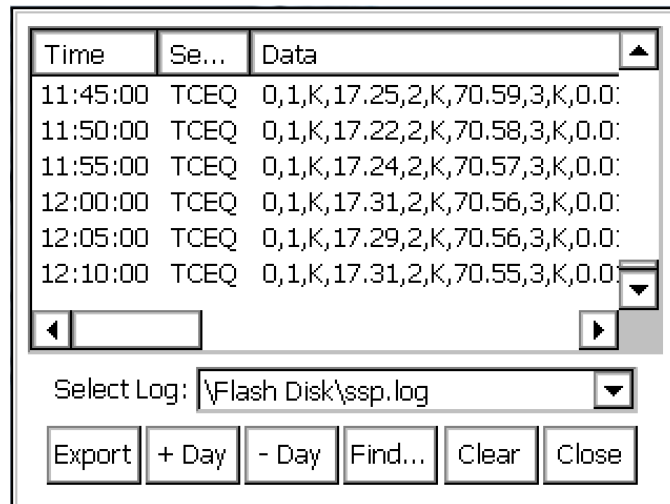 Time Se... Data
11:45:00 TCEQ 0,1,K,17.25,2,K,70.59,3,K,0.0
11:50:00 TCEQ 0,1,K,17.22,2,K,70.58,3,K,0.0
11:55:00 TCEQ 0,1,K,17.24,2,K,70.57,3,K,0.0
12:00:00 TCEQ 0,1,K,17.31,2,K,70.56,3,K,0.0
12:05:00 TCEQ 0,1,K,17.29,2,K,70.56,3,K,0.0
12:10:00 TCEQ 0,1,K,17.31,2,K,70.55,3,K,0.0
Select Log: \Flash Disk\ssp.log
Export + Day - Day Find... Clear Close